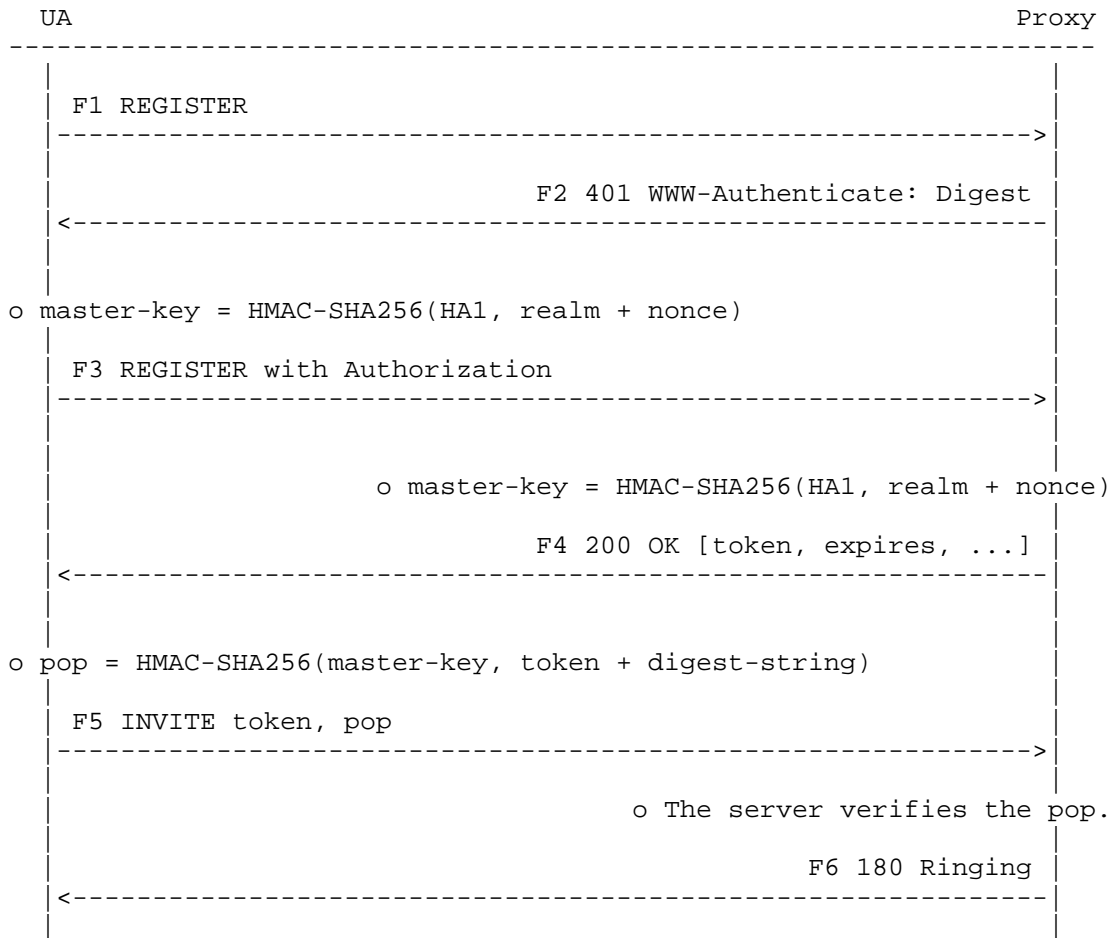 UA Proxy
F1 REGISTER
F2 401 WWW-Authenticate: Digest
o master-key = HMAC-SHA256(HA1, realm + nonce)
F3 REGISTER with Authorization
o master-key = HMAC-SHA256(HA1, realm + nonce)
F4 200 OK [token, expires, ...]
o pop = HMAC-SHA256(master-key, token + digest-string)
F5 INVITE token, pop
o The server verifies the pop.
F6 180 Ringing